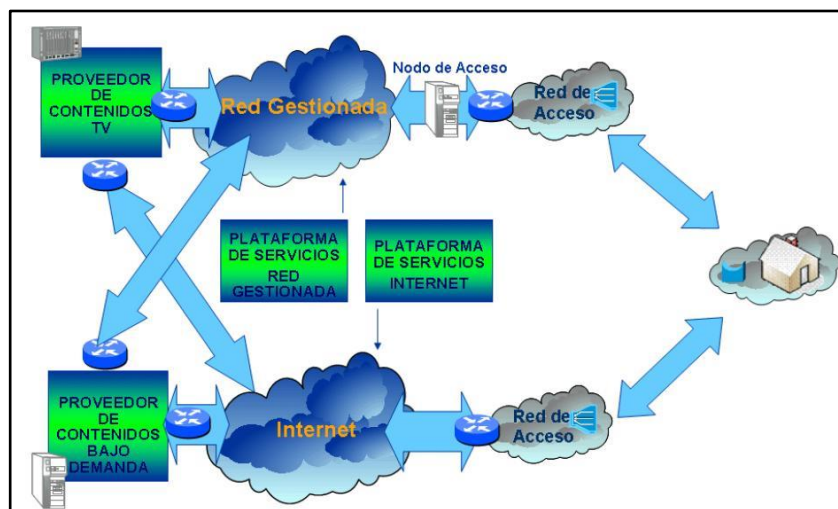 PROVEEDOR
DE
CONTENIDOS
TV
Red Gestionada
Nodo de Acceso
Red de
Acceso
PLATAFORMA
DE SERVICIOS
RED
GESTIONADA
PLATAFORMA
DE SERVICIOS
INTERNET
PROVEEDOR
DE
CONTENIDOS
BAJO
DEMANDA
Internet
Red de
Acceso